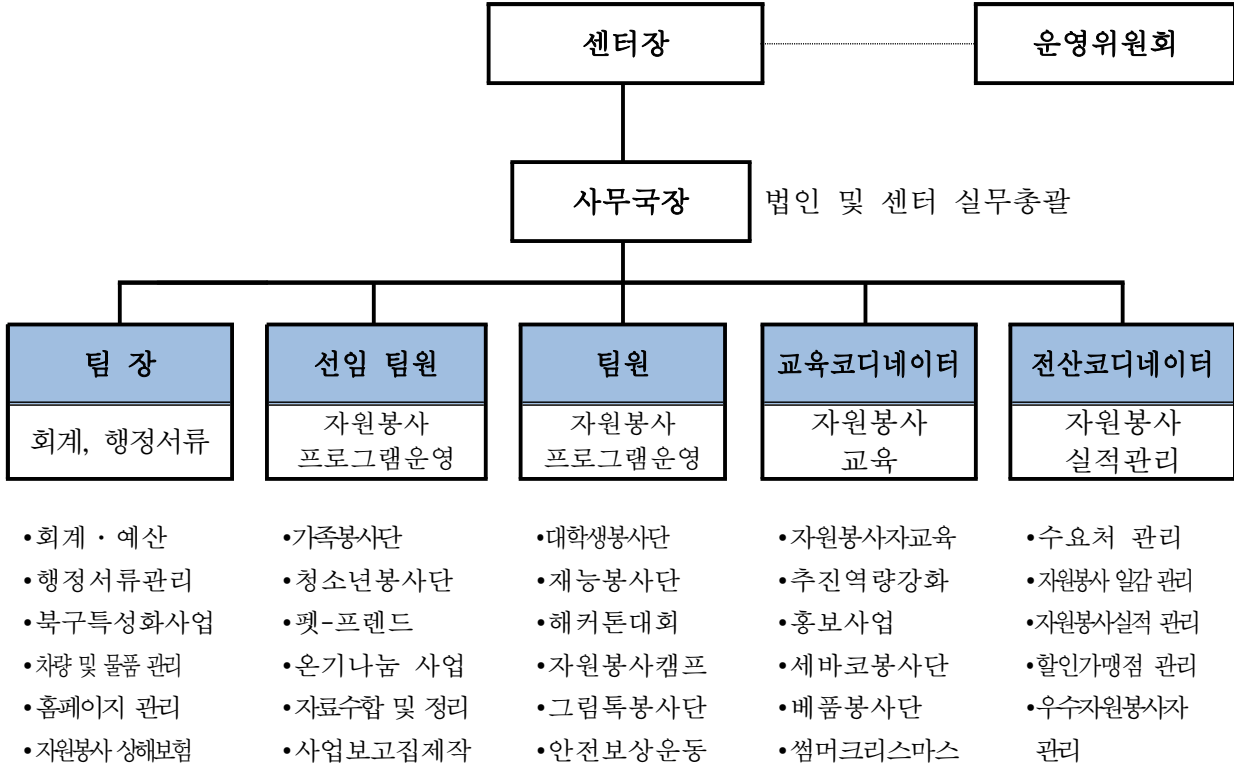 센터장
운영위원회
사무국장
법인 및 센터 실무총괄
팀 장
회계, 행정서류
•회계 · 예산
•행정서류관리
•북구특성화사업
•차량 및 물품 관리
•홈페이지 관리
•자원봉사 상해보험
선임 팀원
자원봉사
프로그램운영
•가족봉사단
•청소년봉사단
•펫-프렌드
•온기나눔 사업
•자료수합 및 정리
•사업보고집제작
팀원
자원봉사
프로그램운영
•대학생봉사단
•재능봉사단
•해커톤대회
•자원봉사캠프
•그림톡봉사단
•안전보상운동
교육코디네이터
자원봉사
교육
•자원봉사자교육
•추진역량강화
•홍보사업
•세바코봉사단
•베품봉사단
•썸머크리스마스
전산코디네이터
자원봉사
실적관리
•수요처 관리
•자원봉사 일감 관리
•자원봉사실적 관리
•할인가맹점 관리
•우수자원봉사자
관리